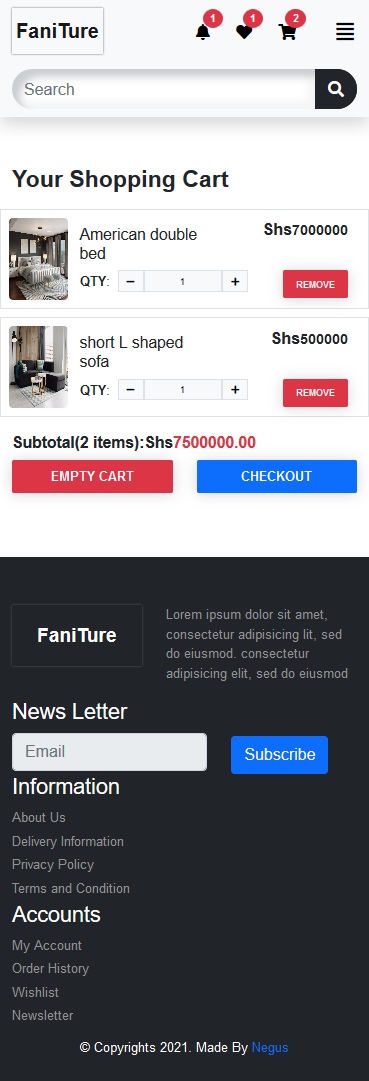 FaniTure
1
1
2
Search
Your Shopping Cart
American double
bed
Shs7000000
QTY: − 1 +
REMOVE
short L shaped
sofa
Shs500000
QTY: − 1 +
REMOVE
Subtotal(2 items):Shs7500000.00
EMPTY CART
CHECKOUT
FaniTure
Lorem ipsum dolor sit amet,
consectetur adipisicing lit, sed
do eiusmod. consectetur
adipisicing elit, sed do eiusmod
News Letter
Email
Subscribe
Information
About Us
Delivery Information
Privacy Policy
Terms and Condition
Accounts
My Account
Order History
Wishlist
Newsletter
© Copyrights 2021. Made By Negus